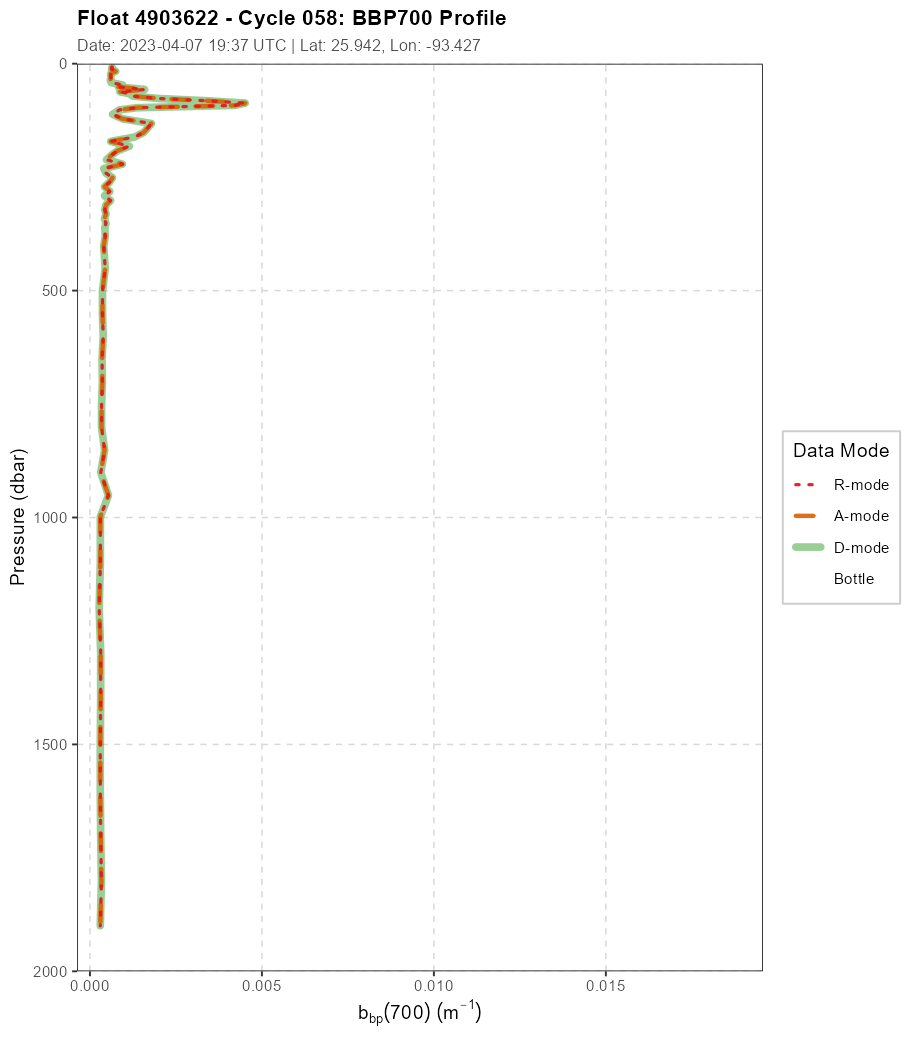 Float 4903622 - Cycle 058: BBP700 Profile
Date: 2023-04-07 19:37 UTC | Lat: 25.942, Lon: -93.427
0
500
1000
1500
2000
Pressure (dbar)
0.000 0.005 0.010 0.015
b_bp(700) (m⁻¹)
Data Mode
R-mode
A-mode
D-mode
Bottle